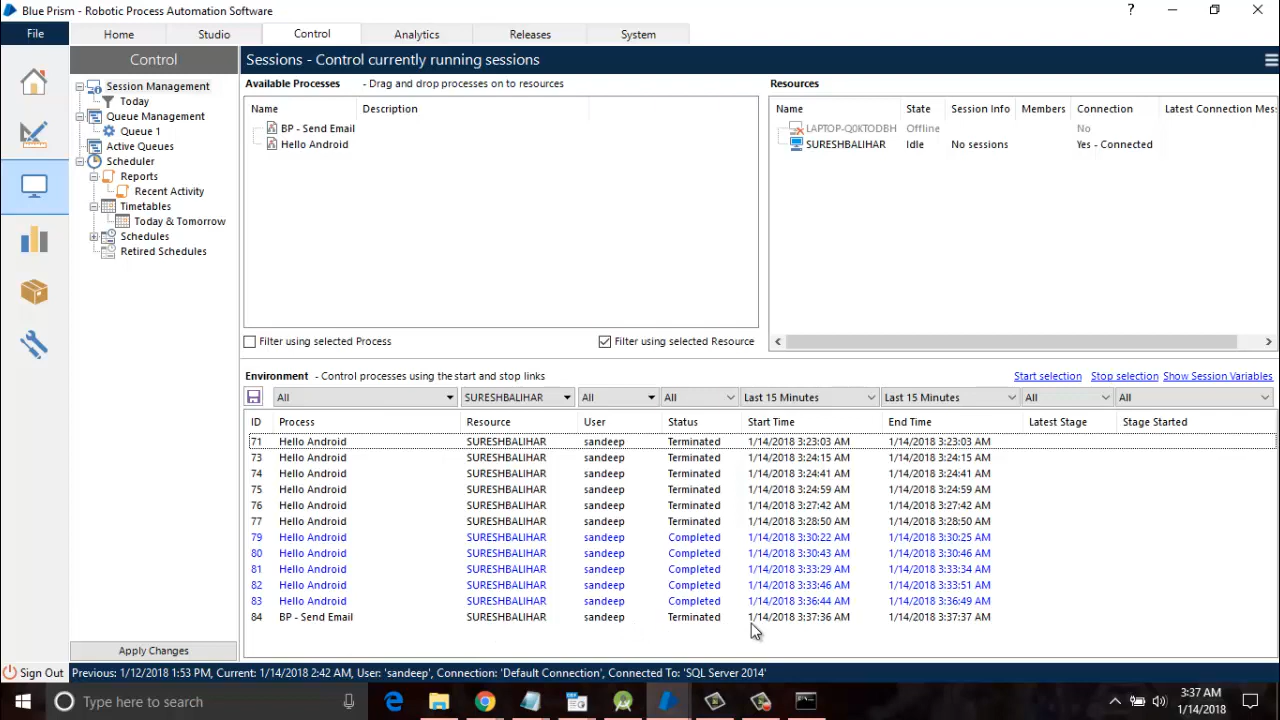 Blue Prism - Robotic Process Automation Software
?
File Home Studio Control Analytics Releases System
Control
Sessions - Control currently running sessions
Session Management
Today
Queue Management
Queue 1
Active Queues
Scheduler
Reports
Recent Activity
Timetables
Today & Tomorrow
Schedules
Retired Schedules
Apply Changes
Available Processes - Drag and drop processes on to resources
Name Description
BP - Send Email
Hello Android
Filter using selected Process
Filter using selected Resource
Resources
Name State Session Info Members Connection Latest Connection Mes
LAPTOP-Q0KTODBH Offline No
SURESHBALIHAR Idle No sessions Yes - Connected
Environment - Control processes using the start and stop links
Start selection Stop selection Show Session Variables
All SURESHBALIHAR All All Last 15 Minutes Last 15 Minutes All All
ID Process Resource User Status Start Time End Time Latest Stage Stage Started
71 Hello Android SURESHBALIHAR sandeep Terminated 1/14/2018 3:23:03 AM 1/14/2018 3:23:03 AM
73 Hello Android SURESHBALIHAR sandeep Terminated 1/14/2018 3:24:15 AM 1/14/2018 3:24:15 AM
74 Hello Android SURESHBALIHAR sandeep Terminated 1/14/2018 3:24:41 AM 1/14/2018 3:24:41 AM
75 Hello Android SURESHBALIHAR sandeep Terminated 1/14/2018 3:24:59 AM 1/14/2018 3:24:59 AM
76 Hello Android SURESHBALIHAR sandeep Terminated 1/14/2018 3:27:42 AM 1/14/2018 3:27:42 AM
77 Hello Android SURESHBALIHAR sandeep Terminated 1/14/2018 3:28:50 AM 1/14/2018 3:28:50 AM
79 Hello Android SURESHBALIHAR sandeep Completed 1/14/2018 3:30:22 AM 1/14/2018 3:30:25 AM
80 Hello Android SURESHBALIHAR sandeep Completed 1/14/2018 3:30:43 AM 1/14/2018 3:30:46 AM
81 Hello Android SURESHBALIHAR sandeep Completed 1/14/2018 3:33:29 AM 1/14/2018 3:33:34 AM
82 Hello Android SURESHBALIHAR sandeep Completed 1/14/2018 3:33:46 AM 1/14/2018 3:33:51 AM
83 Hello Android SURESHBALIHAR sandeep Completed 1/14/2018 3:36:44 AM 1/14/2018 3:36:49 AM
84 BP - Send Email SURESHBALIHAR sandeep Terminated 1/14/2018 3:37:36 AM 1/14/2018 3:37:37 AM
Sign Out Previous: 1/12/2018 1:53 PM, Current: 1/14/2018 2:42 AM, User: 'sandeep', Connection: 'Default Connection', Connected To: 'SQL Server 2014'
Type here to search
3:37 AM
1/14/2018